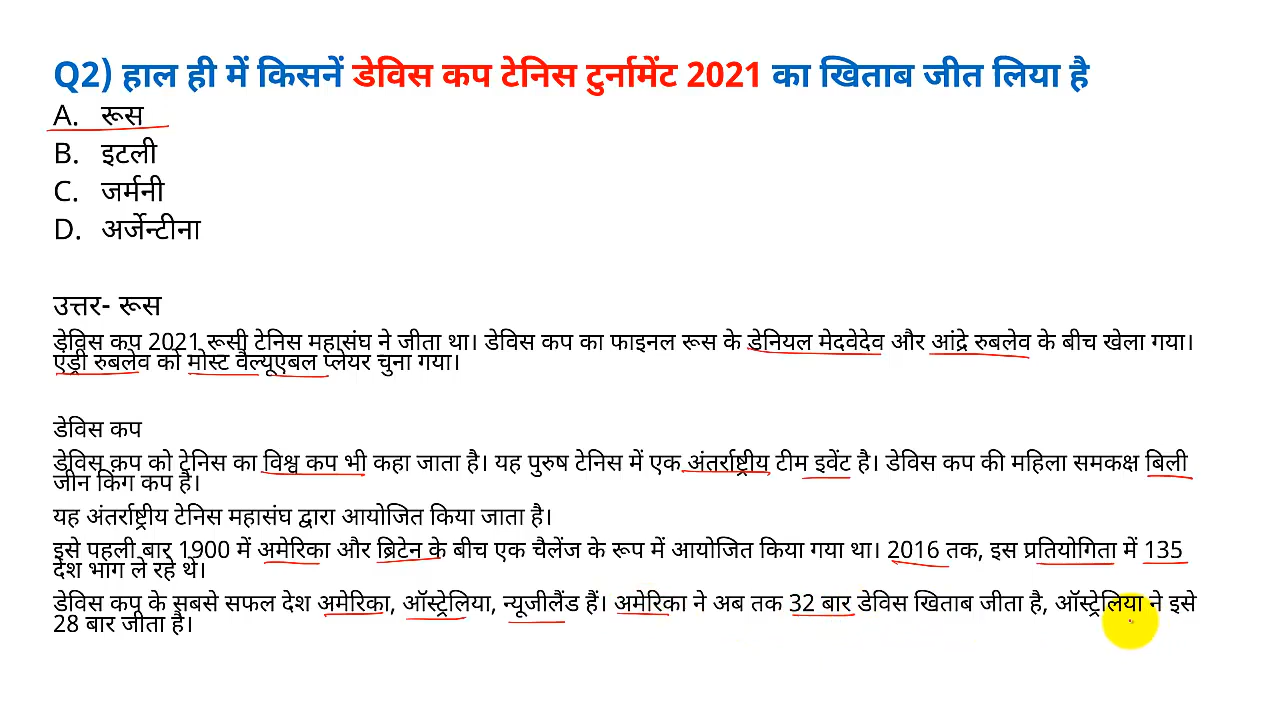 Q2) हाल ही में किसनें डेविस कप टेनिस टुर्नामेंट 2021 का खिताब जीत लिया है
A. रूस
B. इटली
C. जर्मनी
D. अर्जेन्टीना
उत्तर- रूस
डेविस कप 2021 रूसी टेनिस महासंघ ने जीता था। डेविस कप का फाइनल रूस के डेनियल मेदवेदेव और आंद्रे रुबलेव के बीच खेला गया।
एंड्री रुबलेव को मोस्ट वैल्यूएबल प्लेयर चुना गया।
डेविस कप
डेविस कप को टेनिस का विश्व कप भी कहा जाता है। यह पुरुष टेनिस में एक अंतर्राष्ट्रीय टीम इवेंट है। डेविस कप की महिला समकक्ष बिली
जीन किंग कप है।
यह अंतर्राष्ट्रीय टेनिस महासंघ द्वारा आयोजित किया जाता है।
इसे पहली बार 1900 में अमेरिका और ब्रिटेन के बीच एक चैलेंज के रूप में आयोजित किया गया था। 2016 तक, इस प्रतियोगिता में 135
देश भाग ले रहे थे।
डेविस कप के सबसे सफल देश अमेरिका, ऑस्ट्रेलिया, न्यूजीलैंड हैं। अमेरिका ने अब तक 32 बार डेविस खिताब जीता है, ऑस्ट्रेलिया ने इसे
28 बार जीता है।